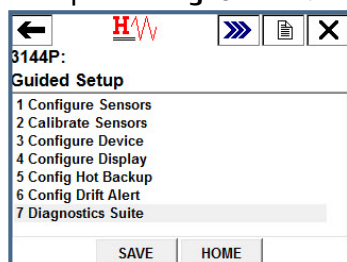 H
3144P:
Guided Setup
1 Configure Sensors
2 Calibrate Sensors
3 Configure Device
4 Configure Display
5 Config Hot Backup
6 Config Drift Alert
7 Diagnostics Suite
SAVE HOME